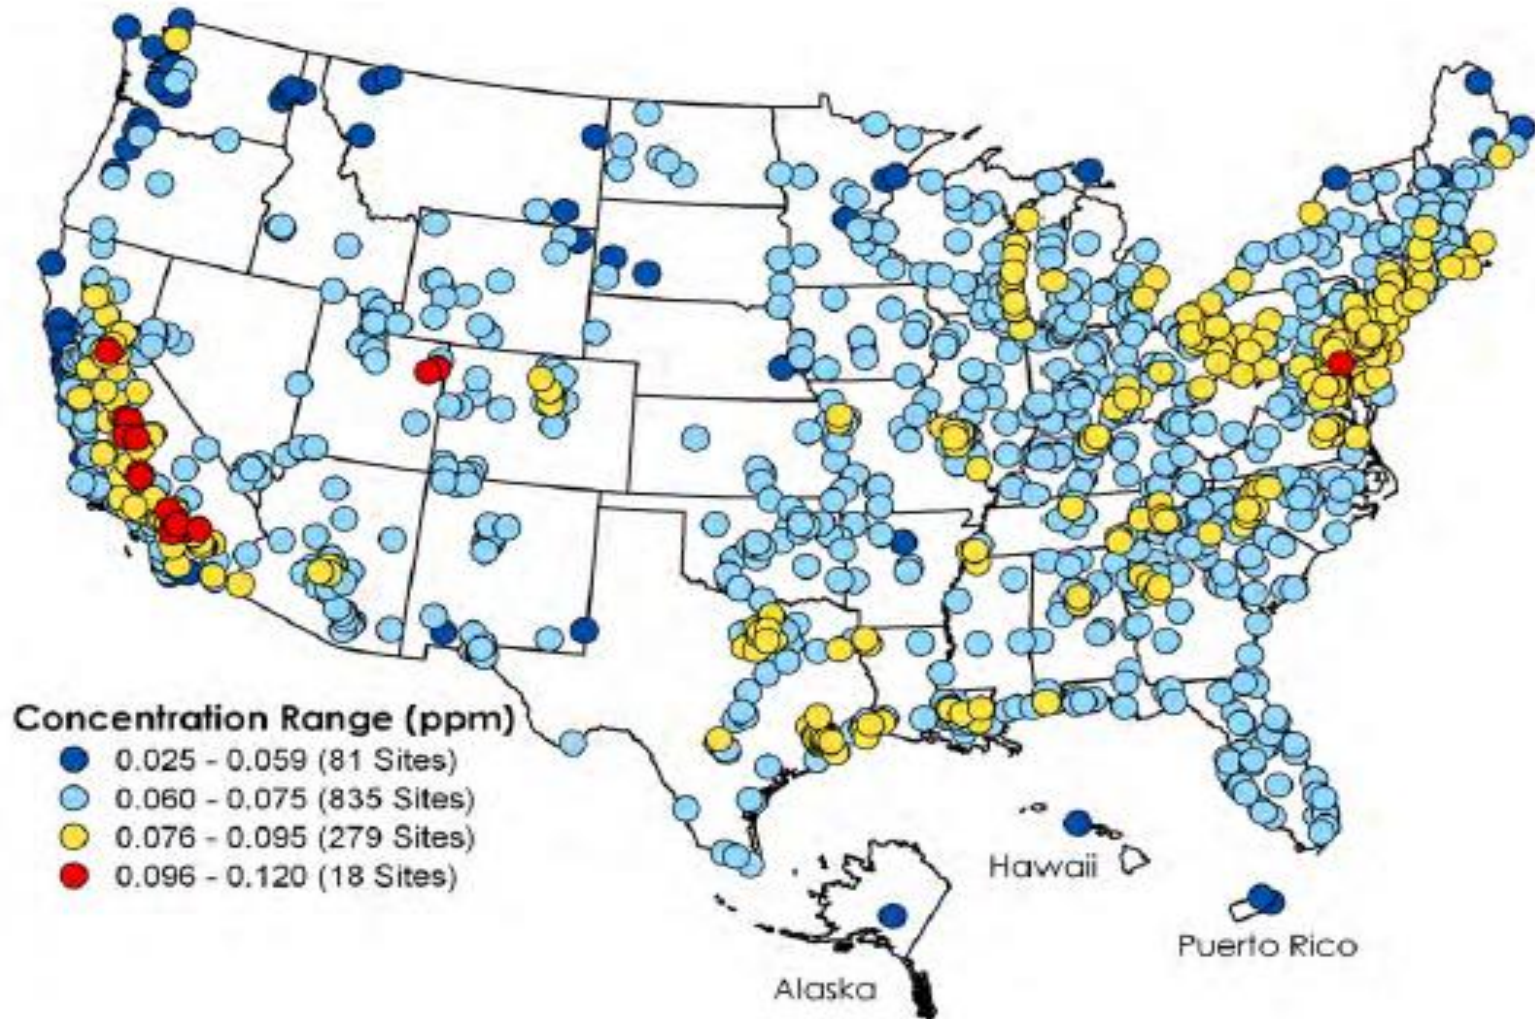 Concentration Range (ppm)
0.025 - 0.059 (81 Sites)
0.060 - 0.075 (835 Sites)
0.076 - 0.095 (279 Sites)
0.096 - 0.120 (18 Sites)
Hawaii
Puerto Rico
Alaska